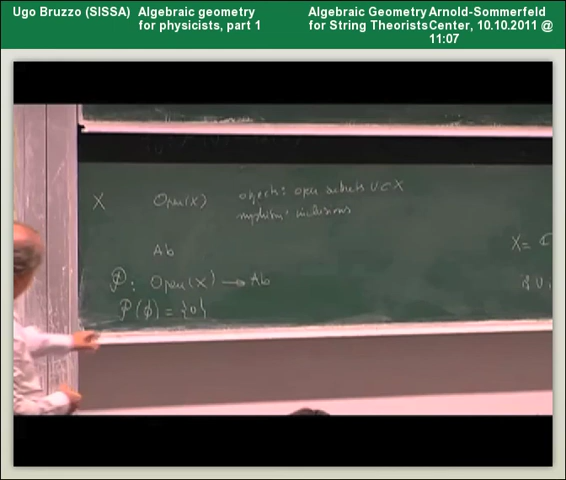 Ugo Bruzzo (SISSA)
Algebraic geometry
for physicists, part 1
Algebraic Geometry
for String Theorists
Arnold-Sommerfeld
Center, 10.10.2011 @
11:07
X Open(X) objects: open subsets U⊂X
morphisms: inclusions
Ab
P: Open(X) → Ab
P(∅) = {0}
X =